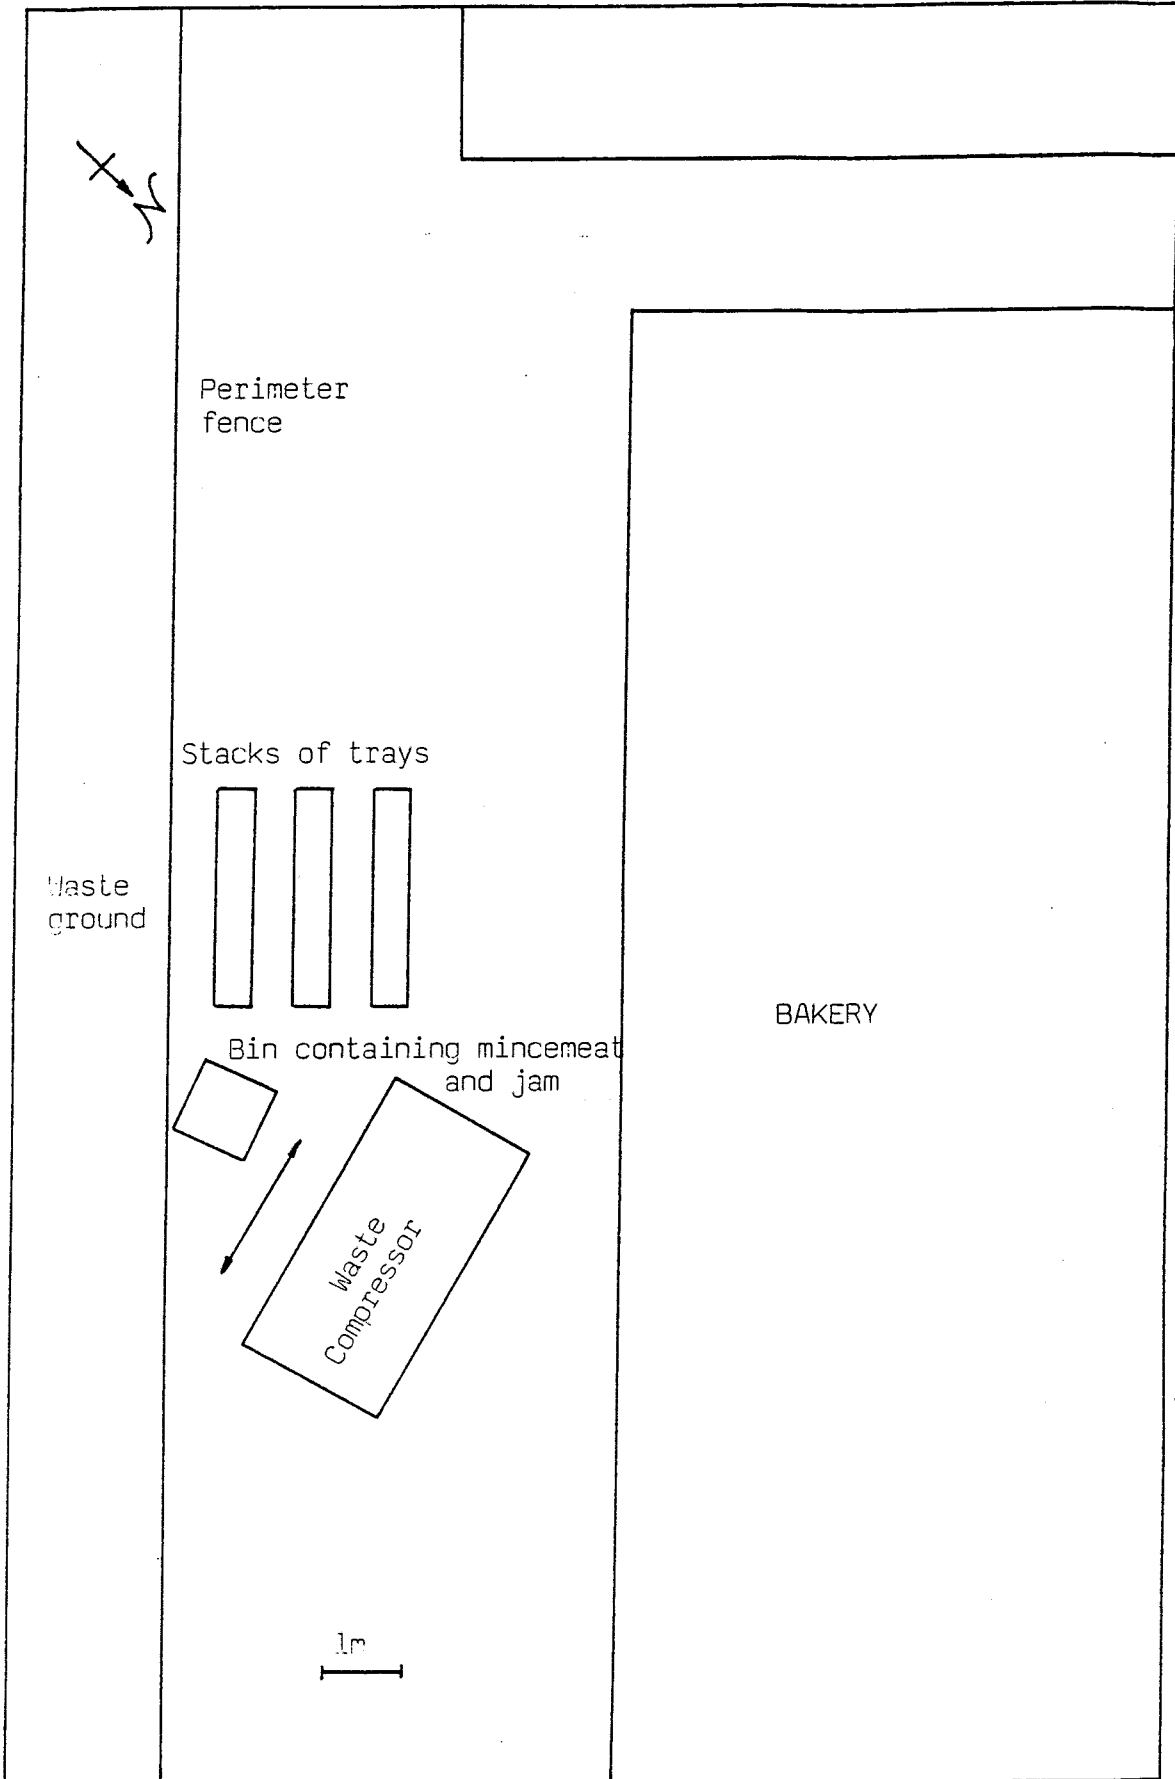 N
Perimeter
fence
Stacks of trays
Waste
ground
BAKERY
Bin containing mincemeat
and jam
Waste
Compressor
1m